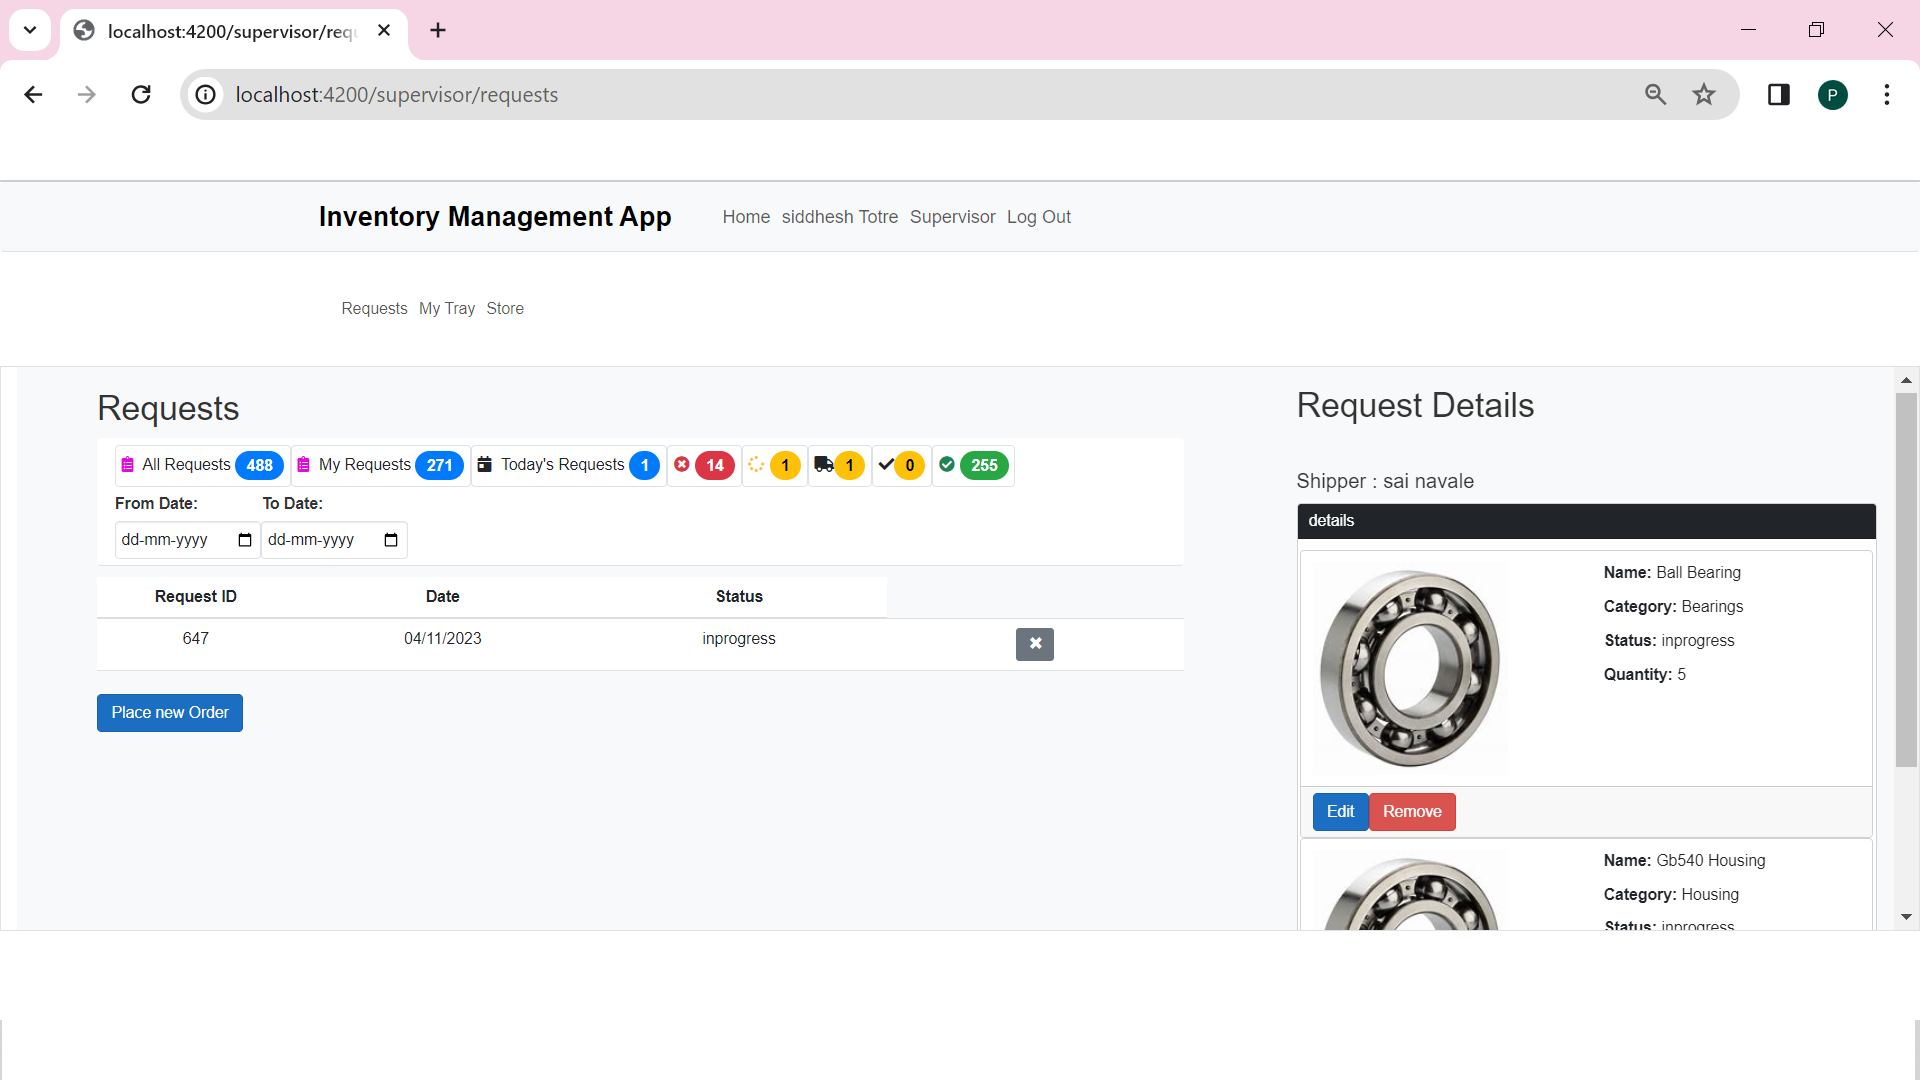 localhost:4200/supervisor/requ
localhost:4200/supervisor/requests
P
Inventory Management App Home siddhesh Totre Supervisor Log Out
Requests My Tray Store
Requests
All Requests 488 My Requests 271 Today's Requests 1 14 1 1 0 255
From Date: To Date:
dd-mm-yyyy dd-mm-yyyy
Request ID Date Status
647 04/11/2023 inprogress
Place new Order
Request Details
Shipper : sai navale
details
Name: Ball Bearing
Category: Bearings
Status: inprogress
Quantity: 5
Edit Remove
Name: Gb540 Housing
Category: Housing
Status: inprogress